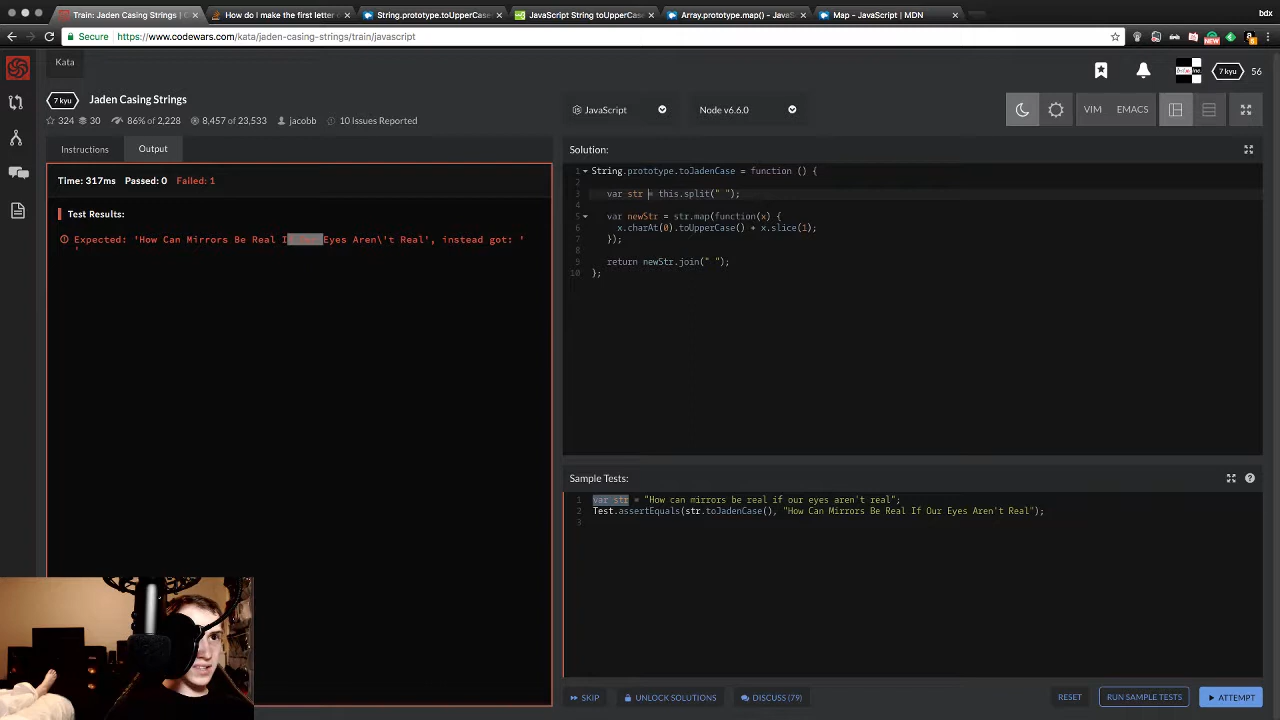 Train: Jaden Casing Strings | C
How do I make the first letter
String.prototype.toUpperCase
JavaScript String toUpperCase
Array.prototype.map() - JavaS
Map - JavaScript | MDN
bdx
Secure
https://www.codewars.com/kata/jaden-casing-strings/train/javascript
Kata
7 kyu
56
7 kyu
Jaden Casing Strings
324
30
86% of 2,228
8,457 of 23,533
jacobb
10 Issues Reported
JavaScript
Node v6.6.0
VIM
EMACS
Instructions
Output
Time: 317ms
Passed: 0
Failed: 1
Test Results:
Expected: 'How Can Mirrors Be Real If Our Eyes Aren\'t Real', instead got: '
'
Solution:
1 String.prototype.toJadenCase = function () {
2
3 var str = this.split(" ");
4
5 var newStr = str.map(function(x) {
6 x.charAt(0).toUpperCase() + x.slice(1);
7 });
8
9 return newStr.join(" ");
10 };
Sample Tests:
1 var str = "How can mirrors be real if our eyes aren't real";
2 Test.assertEquals(str.toJadenCase(), "How Can Mirrors Be Real If Our Eyes Aren't Real");
3
SKIP
UNLOCK SOLUTIONS
DISCUSS (79)
RESET
RUN SAMPLE TESTS
ATTEMPT